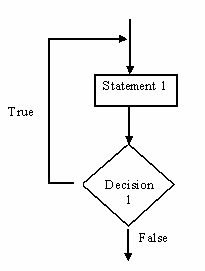 Statement 1
True
Decision
1
False